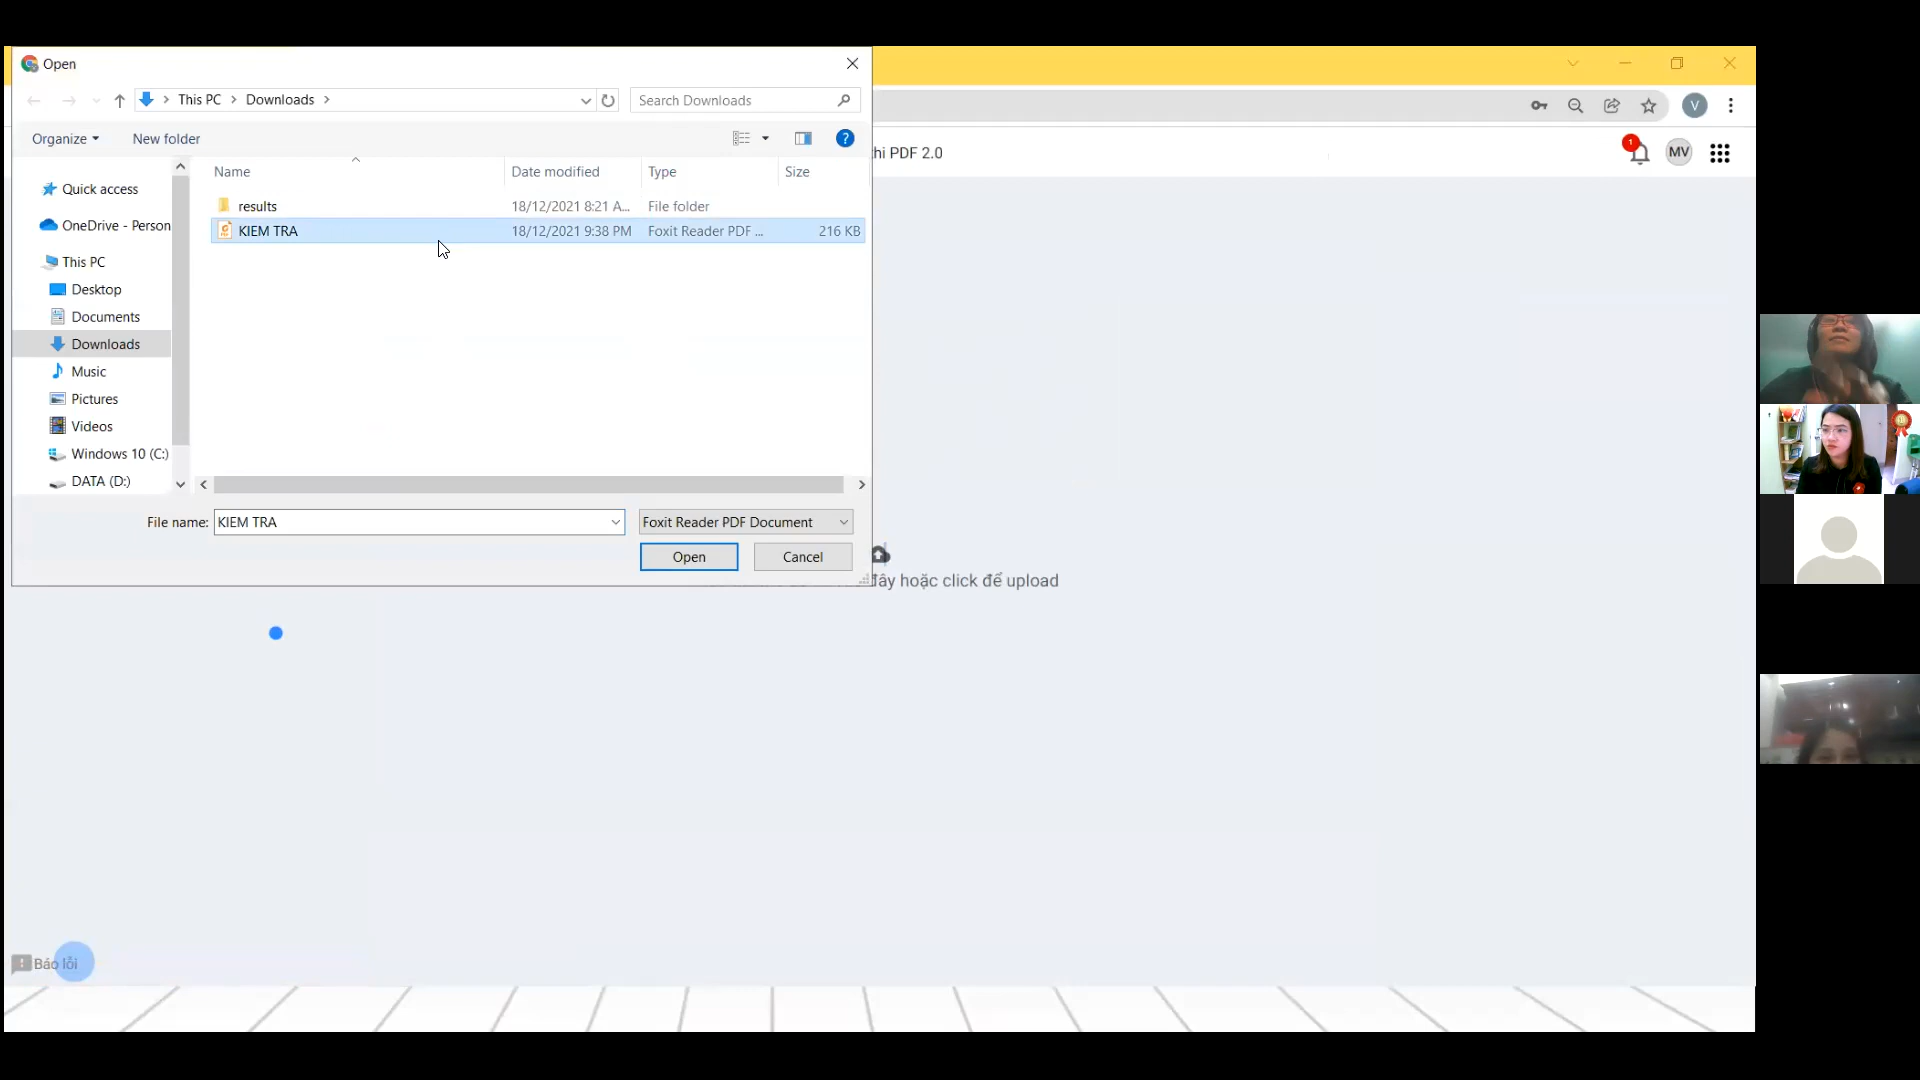 Open
This PC
Downloads
Search Downloads
Organize
New folder
V
thi PDF 2.0
1
MV
Name
Date modified
Type
Size
results
18/12/2021 8:21 A...
File folder
KIEM TRA
18/12/2021 9:38 PM
Foxit Reader PDF ...
216 KB
Quick access
OneDrive - Person
This PC
Desktop
Documents
Downloads
Music
Pictures
Videos
Windows 10 (C:)
DATA (D:)
File name:
KIEM TRA
Foxit Reader PDF Document
Open
Cancel
đây hoặc click để upload
Báo lỗi